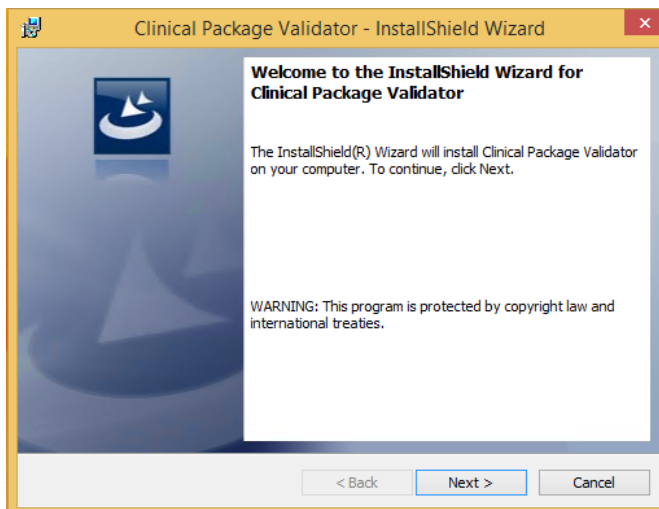 Clinical Package Validator - InstallShield Wizard
Welcome to the InstallShield Wizard for
Clinical Package Validator
The InstallShield(R) Wizard will install Clinical Package Validator
on your computer. To continue, click Next.
WARNING: This program is protected by copyright law and
international treaties.
< Back
Next >
Cancel